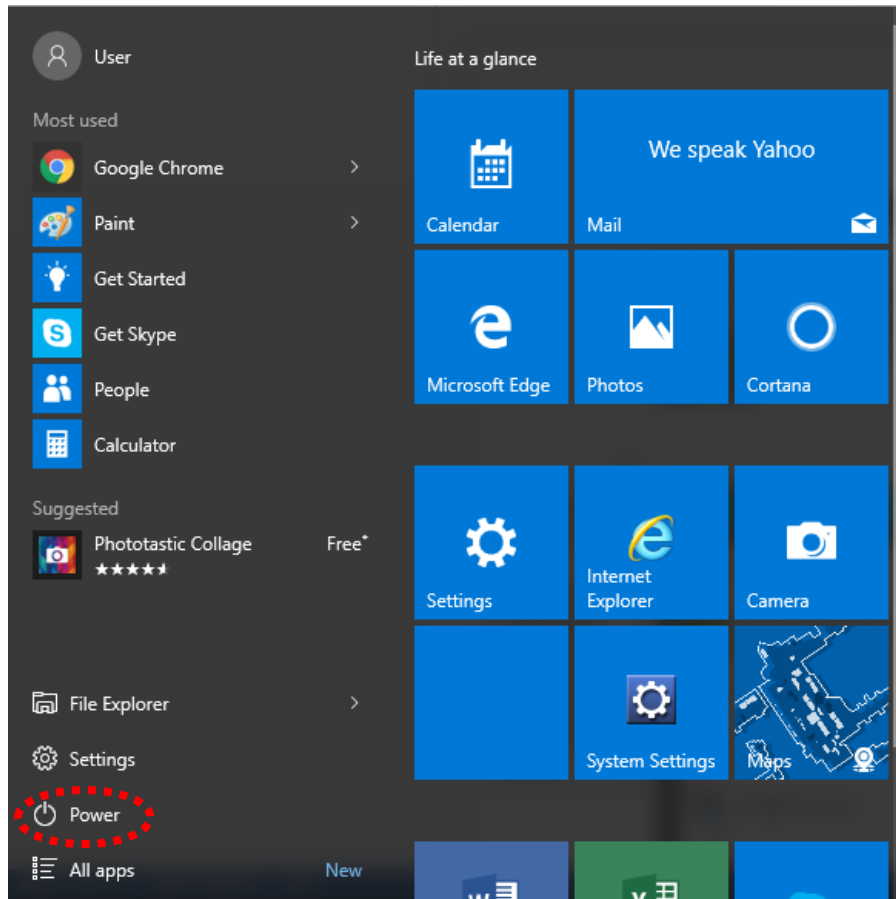 User
Most used
Google Chrome
Paint
Get Started
Get Skype
People
Calculator
Suggested
Phototastic Collage Free+
File Explorer
Settings
Power
All apps New
Life at a glance
Calendar
We speak Yahoo
Mail
Microsoft Edge
Photos
Cortana
Settings
Internet
Explorer
Camera
System Settings
Maps